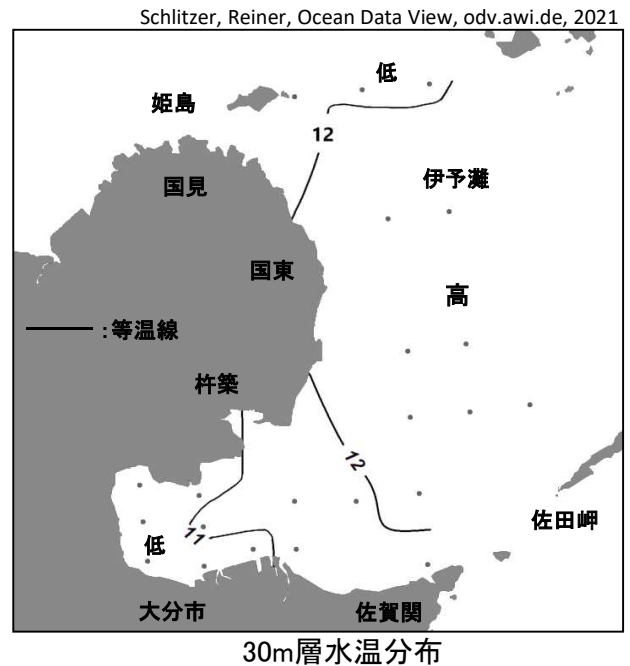 Schlitzer, Reiner, Ocean Data View, odv.awi.de, 2021
低
姫島
12
伊予灘
国見
国東
高
:等温線
杵築
12
佐田岬
11
低
大分市
佐賀関
30m層水温分布